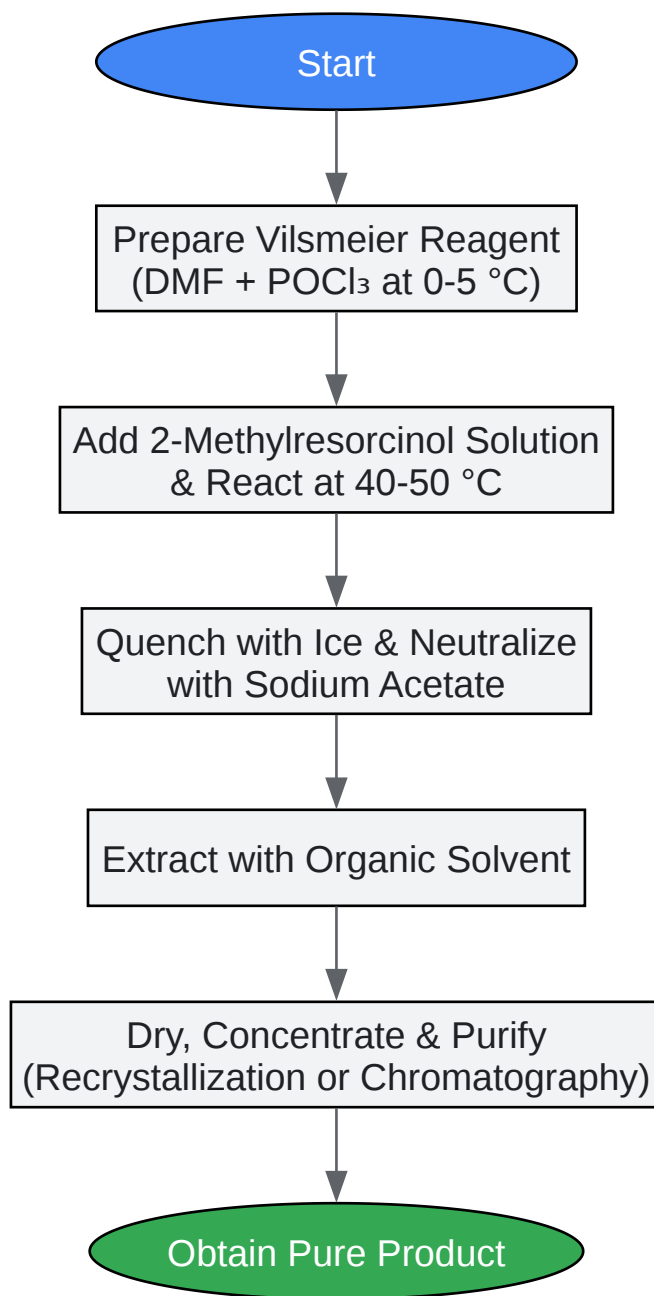 Start
Prepare Vilsmeier Reagent
(DMF + POCl₃ at 0-5 °C)
Add 2-Methylresorcinol Solution
& React at 40-50 °C
Quench with Ice & Neutralize
with Sodium Acetate
Extract with Organic Solvent
Dry, Concentrate & Purify
(Recrystallization or Chromatography)
Obtain Pure Product